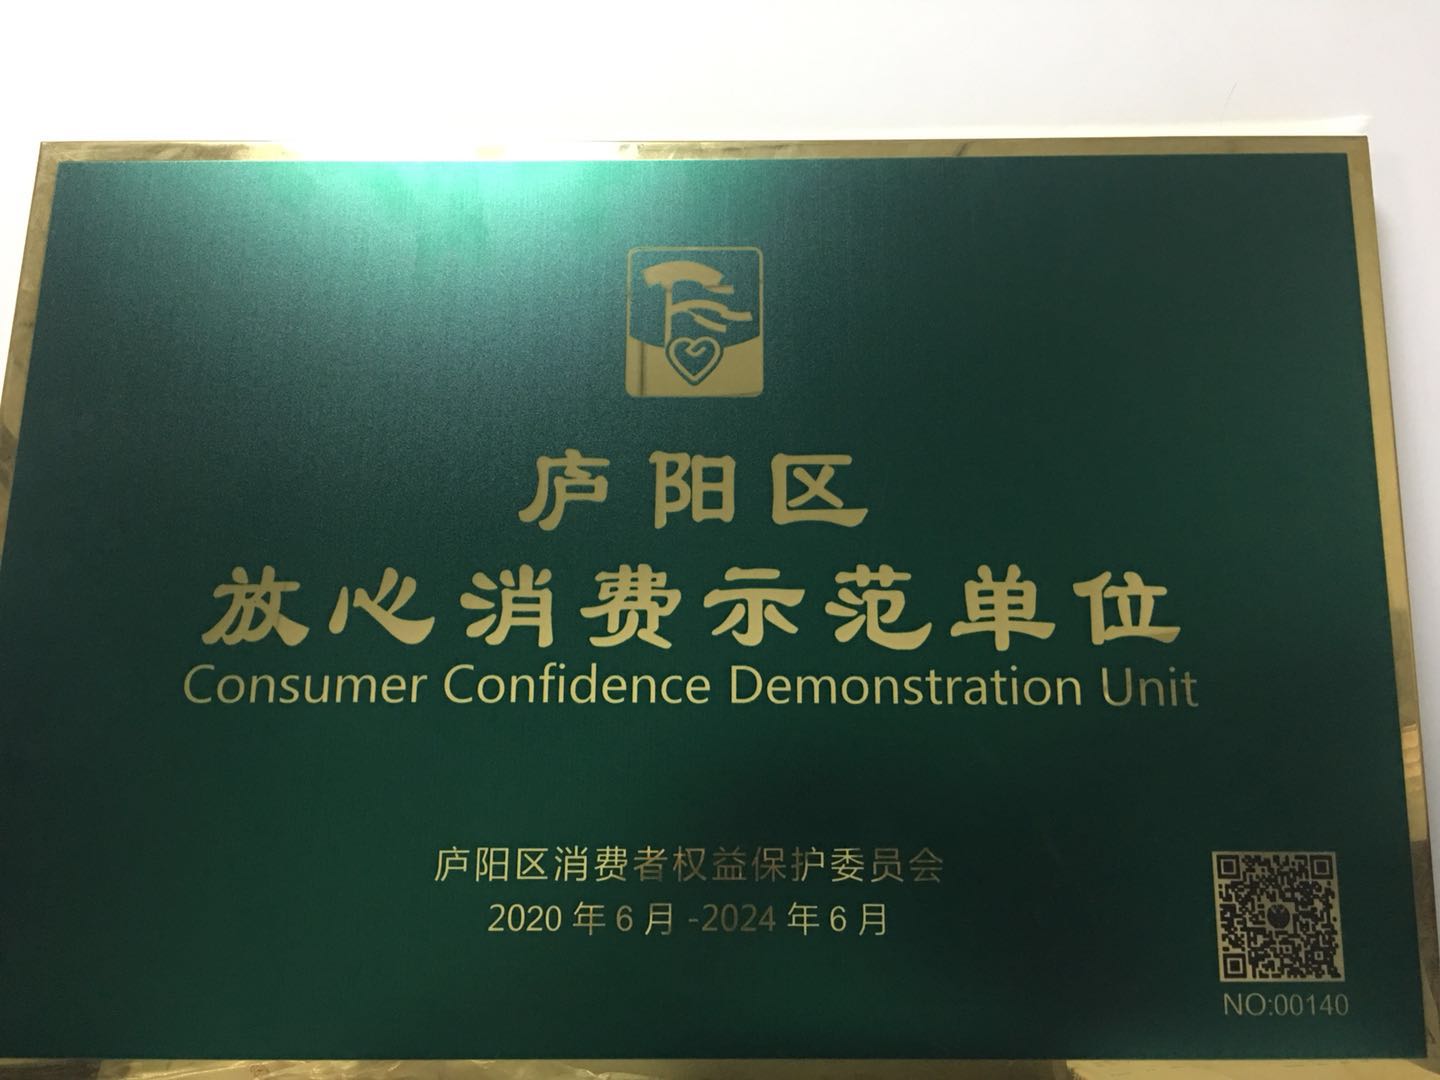 庐阳区
放心消费示范单位
Consumer Confidence Demonstration Unit
庐阳区消费者权益保护委员会
2020年6月-2024年6月
NO:00140